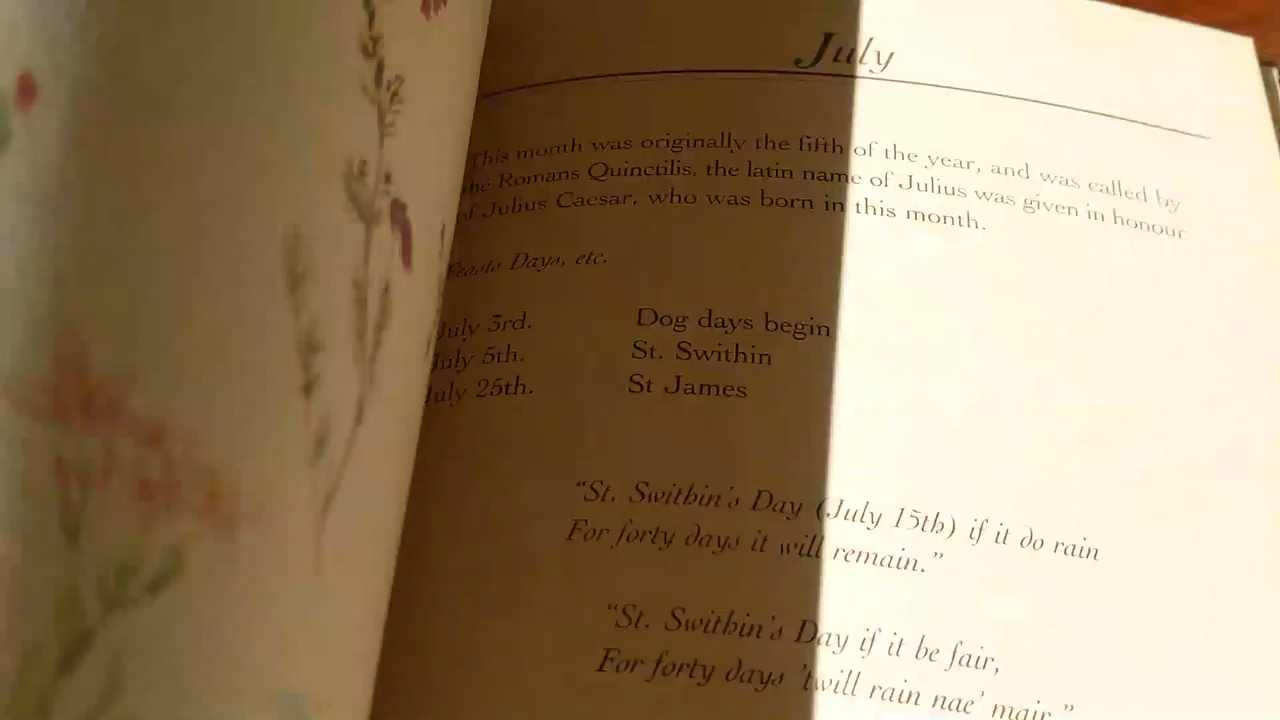 July
This month was originally the fifth of the year, and was called by
the Romans Quinctilis, the latin name of Julius was given in honour
of Julius Caesar, who was born in this month.
Feasts Days, etc.
July 3rd. Dog days begin
July 5th. St. Swithin
July 25th. St James
“St. Swithin's Day (July 15th) if it do rain
For forty days it will remain.”
“St. Swithin's Day if it be fair,
For forty days 'twill rain nae' mair.”